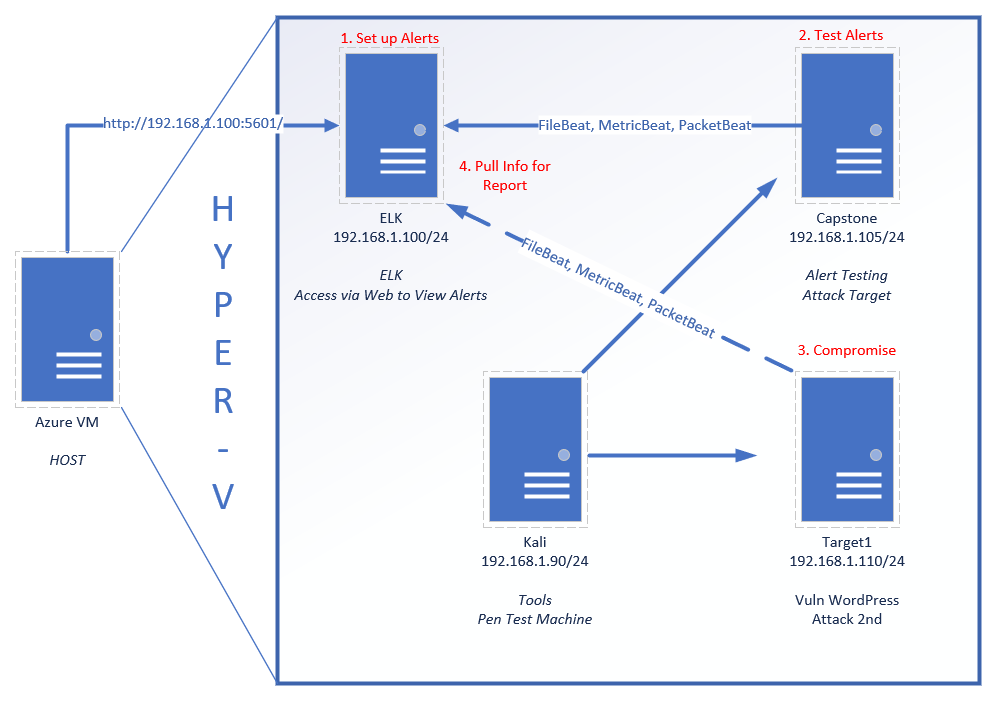 1. Set up Alerts
2. Test Alerts
http://192.168.1.100:5601/
FileBeat, MetricBeat, PacketBeat
4. Pull Info for
Report
ELK
192.168.1.100/24
ELK
Access via Web to View Alerts
Capstone
192.168.1.105/24
Alert Testing
Attack Target
HYPER-V
FileBeat, MetricBeat, PacketBeat
3. Compromise
Azure VM
HOST
Kali
192.168.1.90/24
Tools
Pen Test Machine
Target1
192.168.1.110/24
Vuln WordPress
Attack 2nd